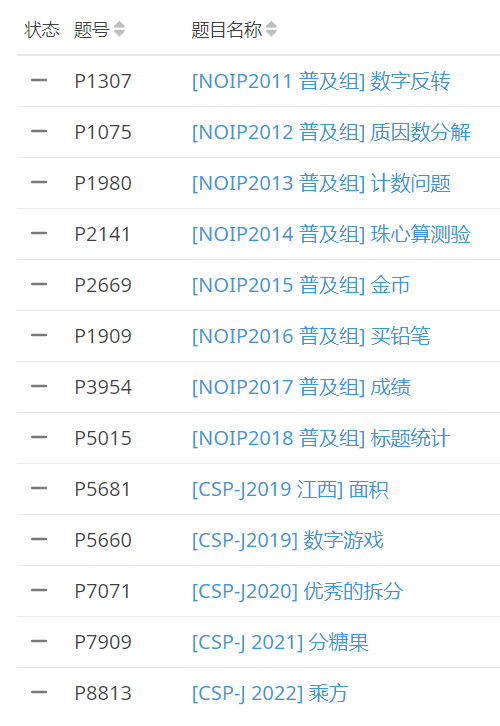 状态 题号 题目名称
P1307 [NOIP2011 普及组] 数字反转
P1075 [NOIP2012 普及组] 质因数分解
P1980 [NOIP2013 普及组] 计数问题
P2141 [NOIP2014 普及组] 珠心算测验
P2669 [NOIP2015 普及组] 金币
P1909 [NOIP2016 普及组] 买铅笔
P3954 [NOIP2017 普及组] 成绩
P5015 [NOIP2018 普及组] 标题统计
P5681 [CSP-J2019 江西] 面积
P5660 [CSP-J2019] 数字游戏
P7071 [CSP-J2020] 优秀的拆分
P7909 [CSP-J 2021] 分糖果
P8813 [CSP-J 2022] 乘方